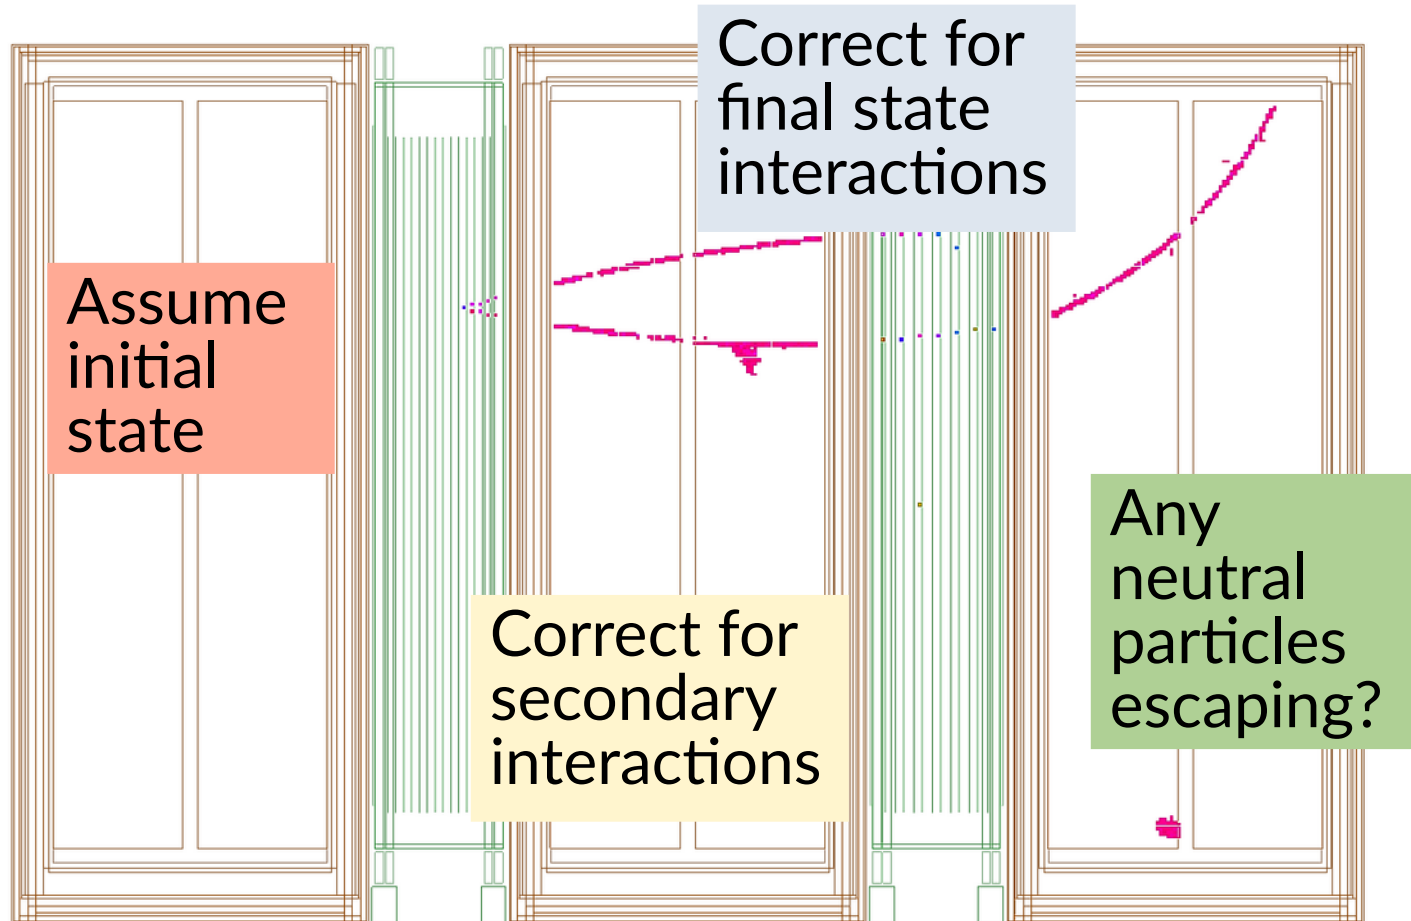 Correct for
final state
interactions
Assume
initial
state
Any
neutral
particles
escaping?
Correct for
secondary
interactions